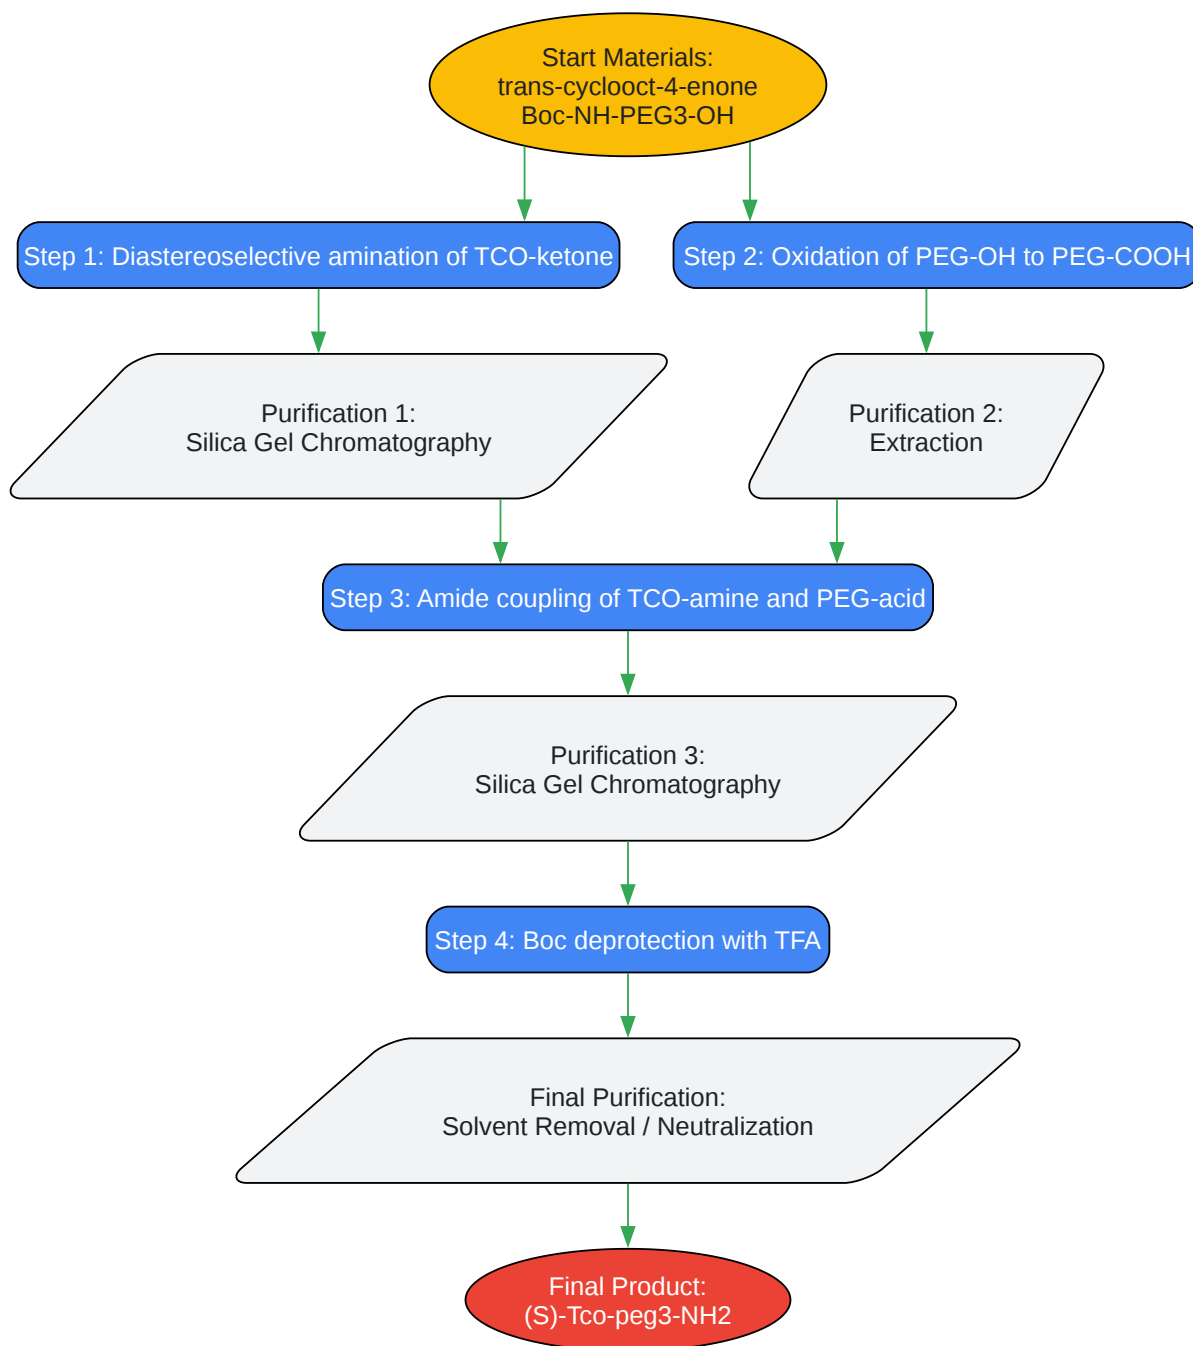 Start Materials:
trans-cyclooct-4-enone
Boc-NH-PEG3-OH
Step 1: Diastereoselective amination of TCO-ketone
Step 2: Oxidation of PEG-OH to PEG-COOH
Purification 1:
Silica Gel Chromatography
Purification 2:
Extraction
Step 3: Amide coupling of TCO-amine and PEG-acid
Purification 3:
Silica Gel Chromatography
Step 4: Boc deprotection with TFA
Final Purification:
Solvent Removal / Neutralization
Final Product:
(S)-Tco-peg3-NH2